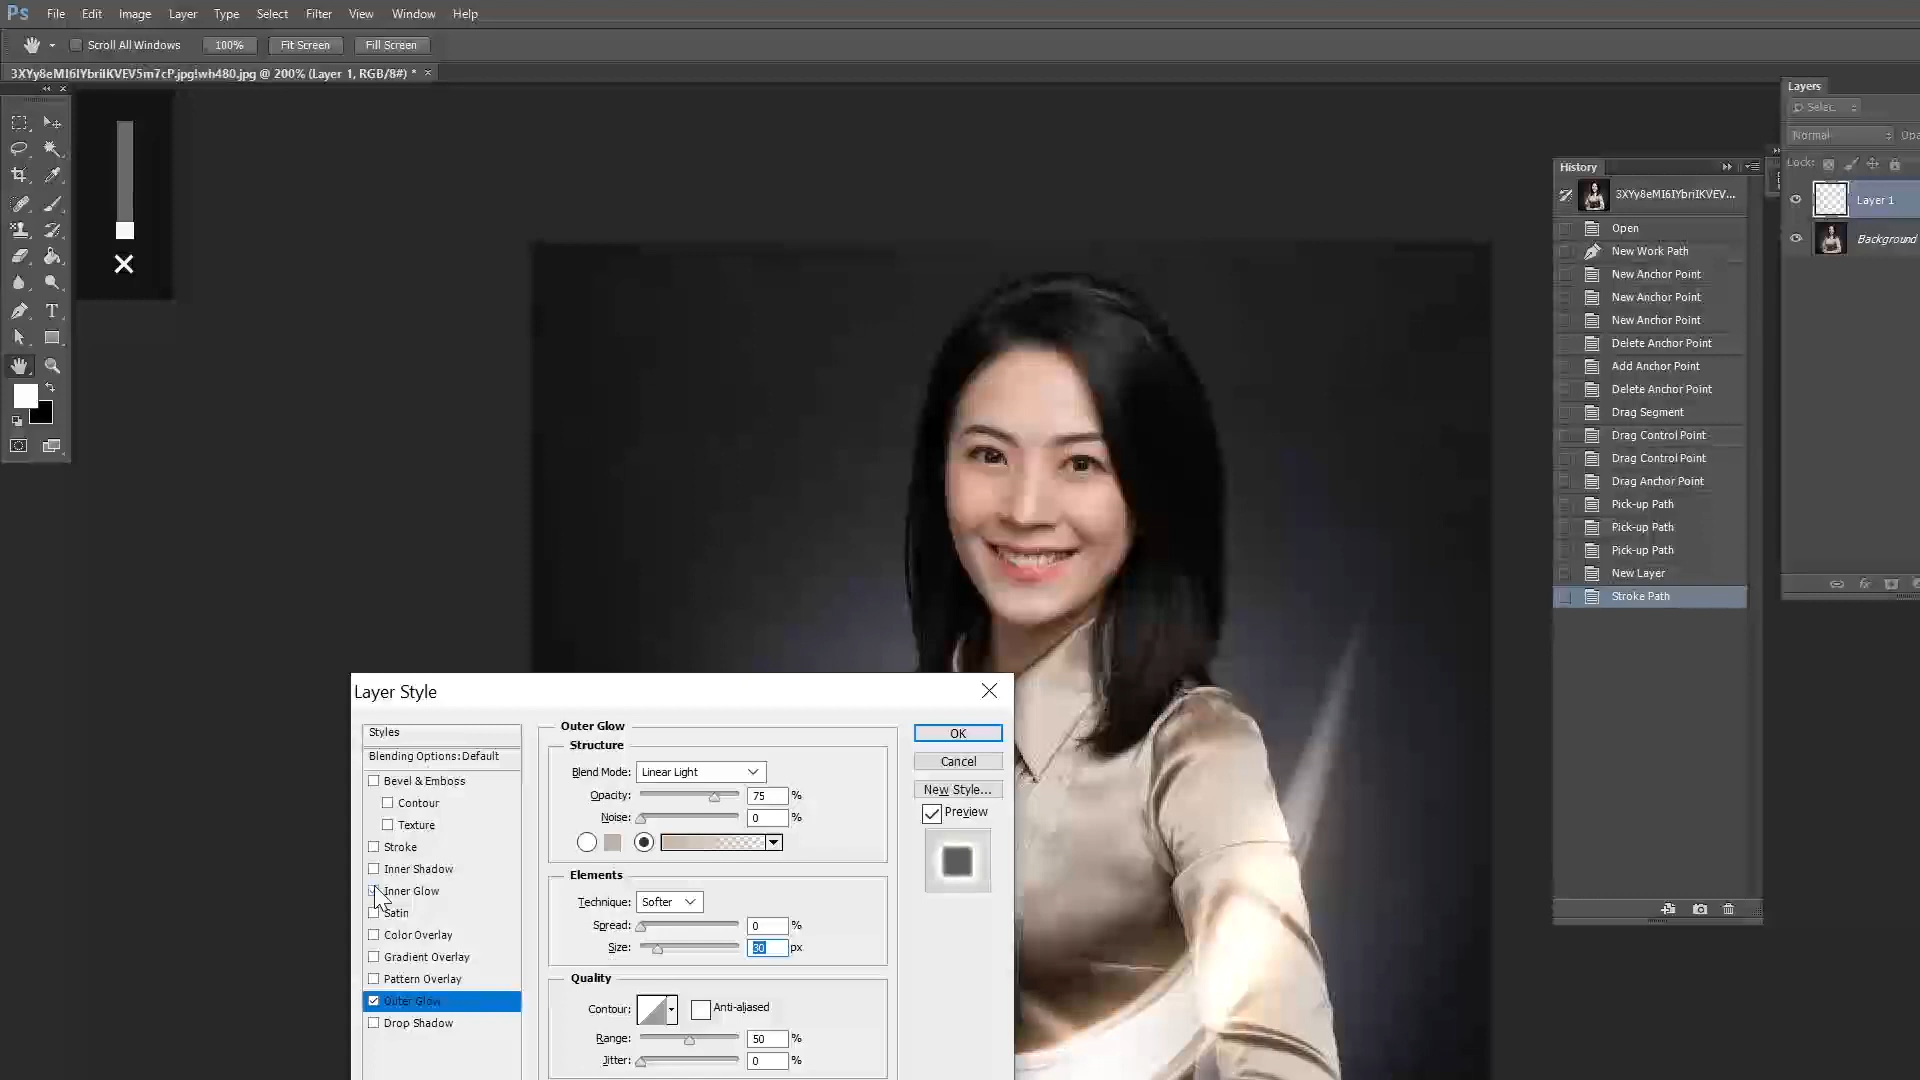 Ps File Edit Image Layer Type Select Filter View Window Help
Scroll All Windows 100% Fit Screen Fill Screen
× 3XYy8eMI6IYbriIKVEV5m7cP.jpg!wh480.jpg @ 200% (Layer 1, RGB/8#) * ×
Layers
Normal
Lock:
Layer 1
Background
History
3XYy8eMI6IYbriIKVEV...
Open
New Work Path
New Anchor Point
New Anchor Point
New Anchor Point
Delete Anchor Point
Add Anchor Point
Delete Anchor Point
Drag Segment
Drag Control Point
Drag Control Point
Drag Anchor Point
Pick-up Path
Pick-up Path
Pick-up Path
New Layer
Stroke Path
Layer Style
Styles
Blending Options:Default
Bevel & Emboss
Contour
Texture
Stroke
Inner Shadow
Inner Glow
Satin
Color Overlay
Gradient Overlay
Pattern Overlay
Outer Glow
Drop Shadow
Outer Glow
Structure
Blend Mode: Linear Light
Opacity: 75 %
Noise: 0 %
Elements
Technique: Softer
Spread: 0 %
Size: 30 px
Quality
Contour: Anti-aliased
Range: 50 %
Jitter: 0 %
OK
Cancel
New Style...
Preview